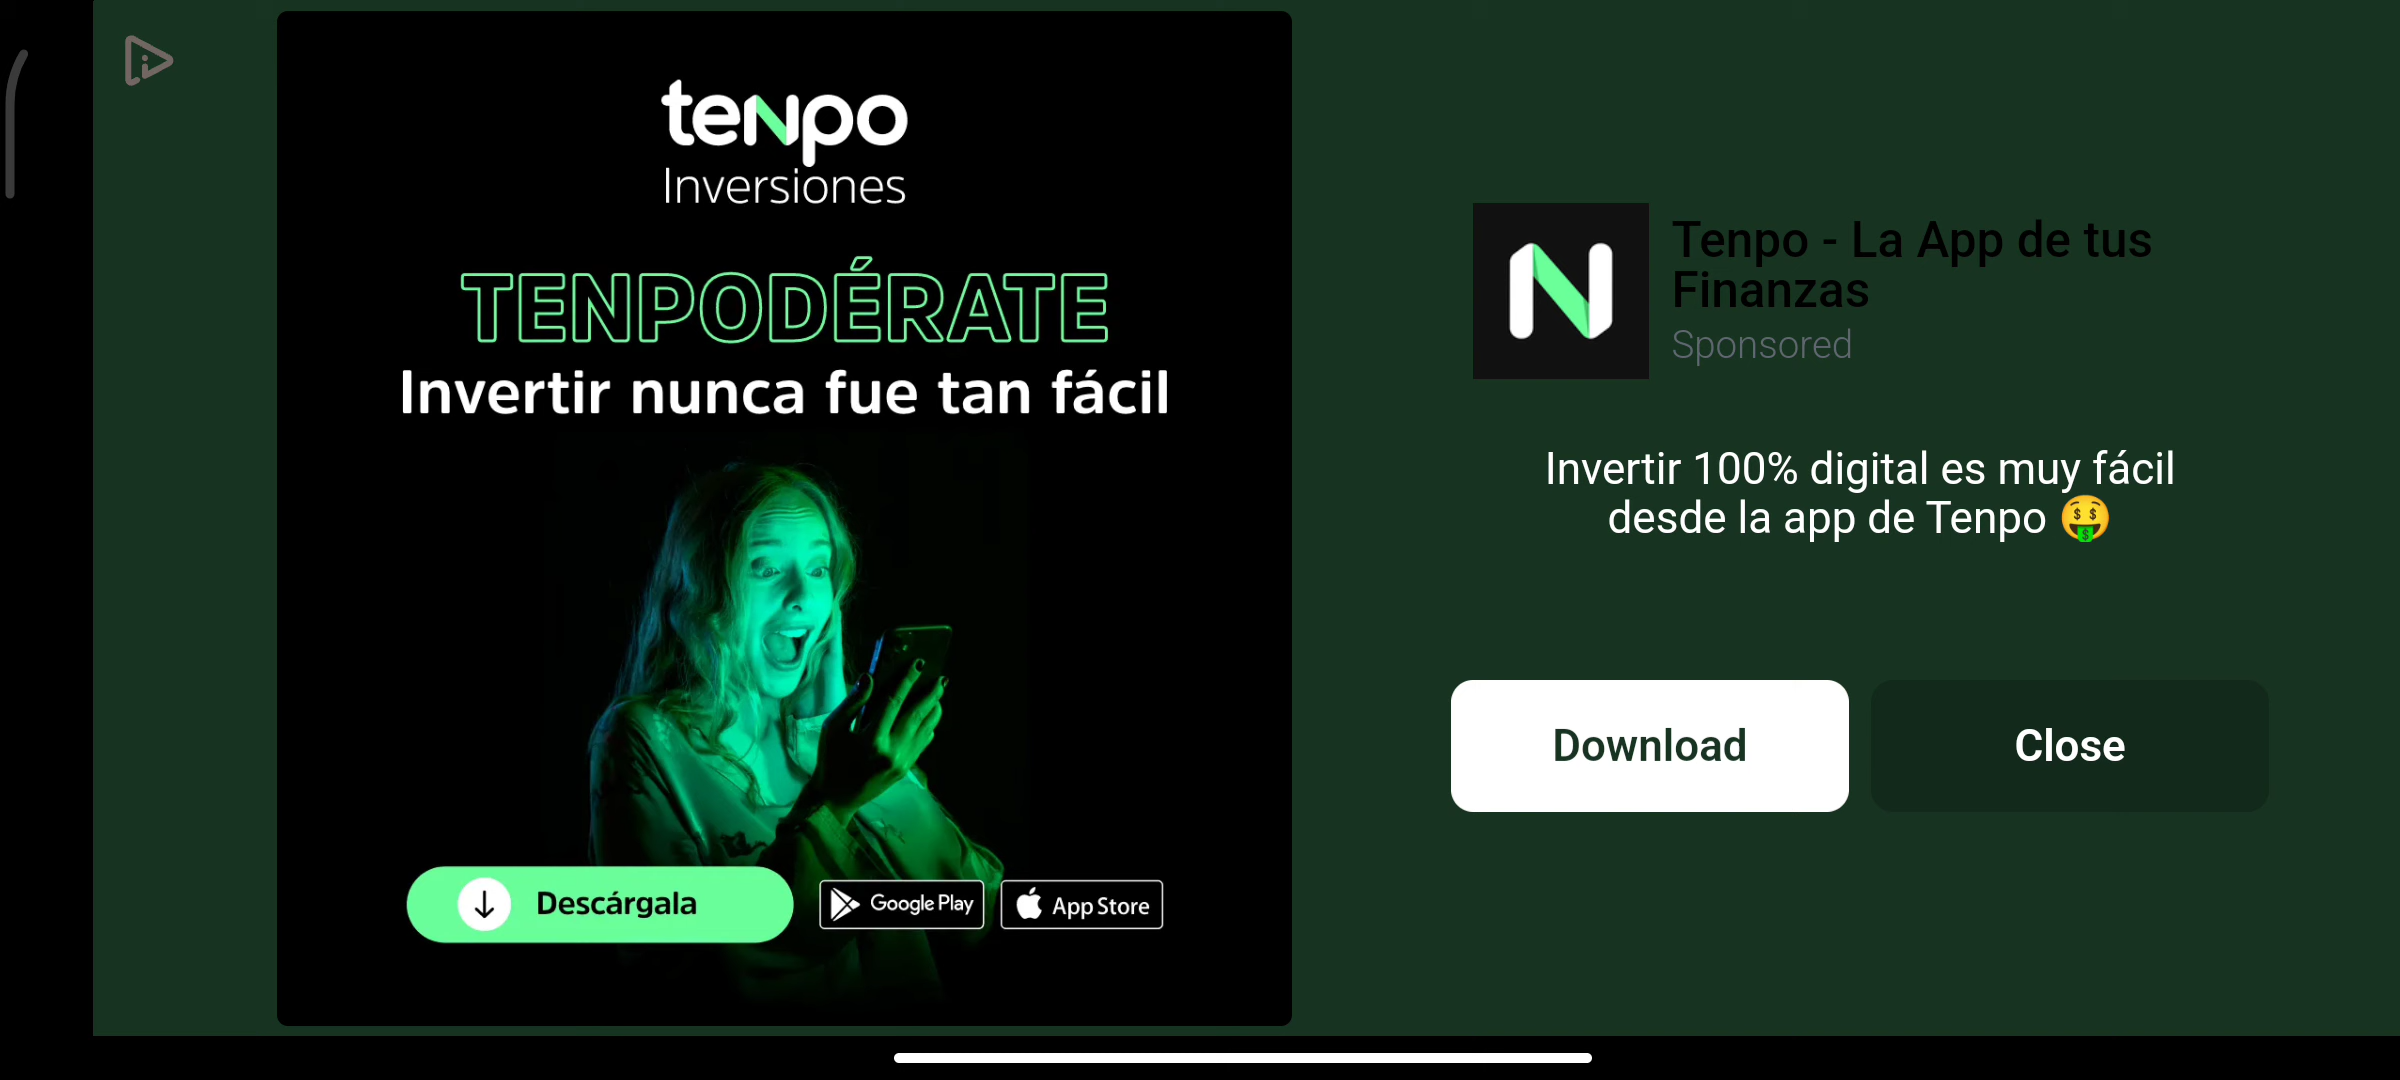 tenpo
Inversiones
TENPODÉRATE
Invertir nunca fue tan fácil
Descárgala
Google Play
App Store
Tenpo - La App de tus
Finanzas
Sponsored
Invertir 100% digital es muy fácil
desde la app de Tenpo 🤑
Download
Close